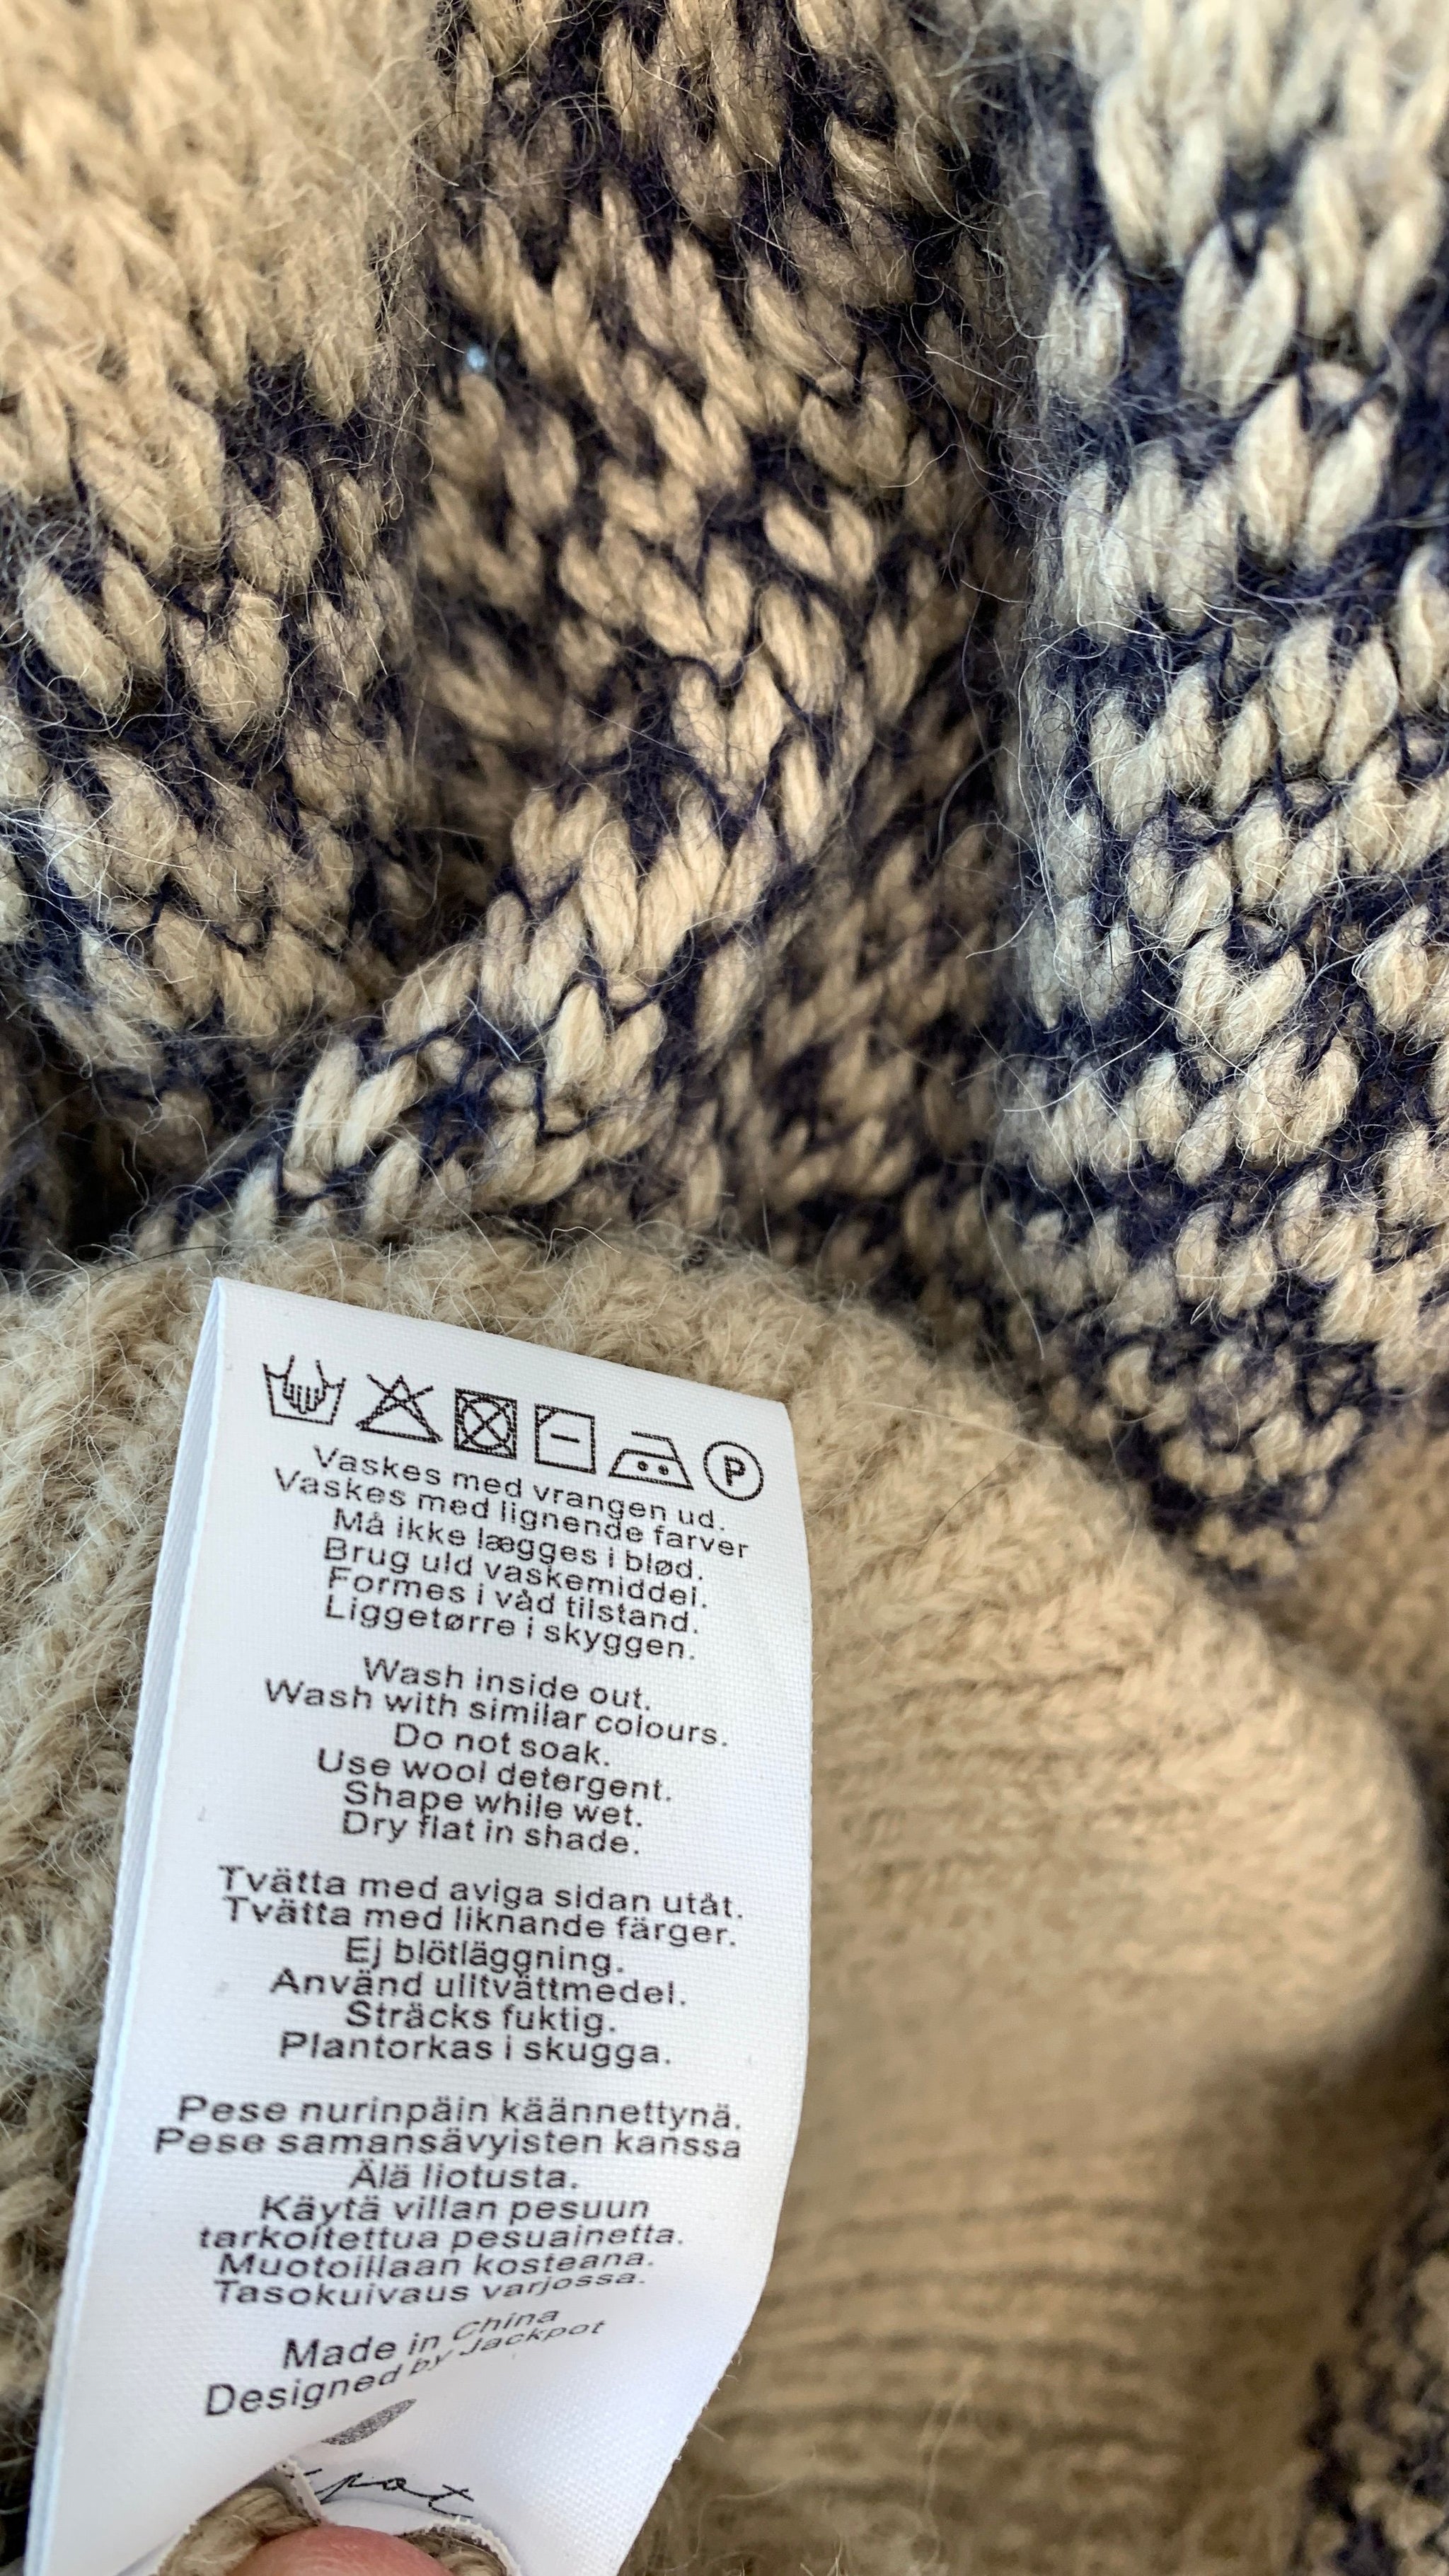 P
Vaskes med vrangen ud.
Vaskes med lignende farver
Må ikke lægges i blød.
Brug uld vaskemiddel.
Formes i våd tilstand.
Liggetørre i skyggen.
Wash inside out.
Wash with similar colours.
Do not soak.
Use wool detergent.
Shape while wet.
Dry flat in shade.
Tvätta med aviga sidan utåt.
Tvätta med liknande färger.
Ej blötläggning.
Använd ulltvättmedel.
Sträcks fuktig.
Plantorkas i skugga.
Pese nurinpäin käännettynä.
Pese samansävyisten kanssa
Älä liotusta.
Käytä villan pesuun
tarkoitettua pesuainetta.
Muotoillaan kosteana.
Tasokuivaus varjossa.
Made in China
Designed by Jackpot